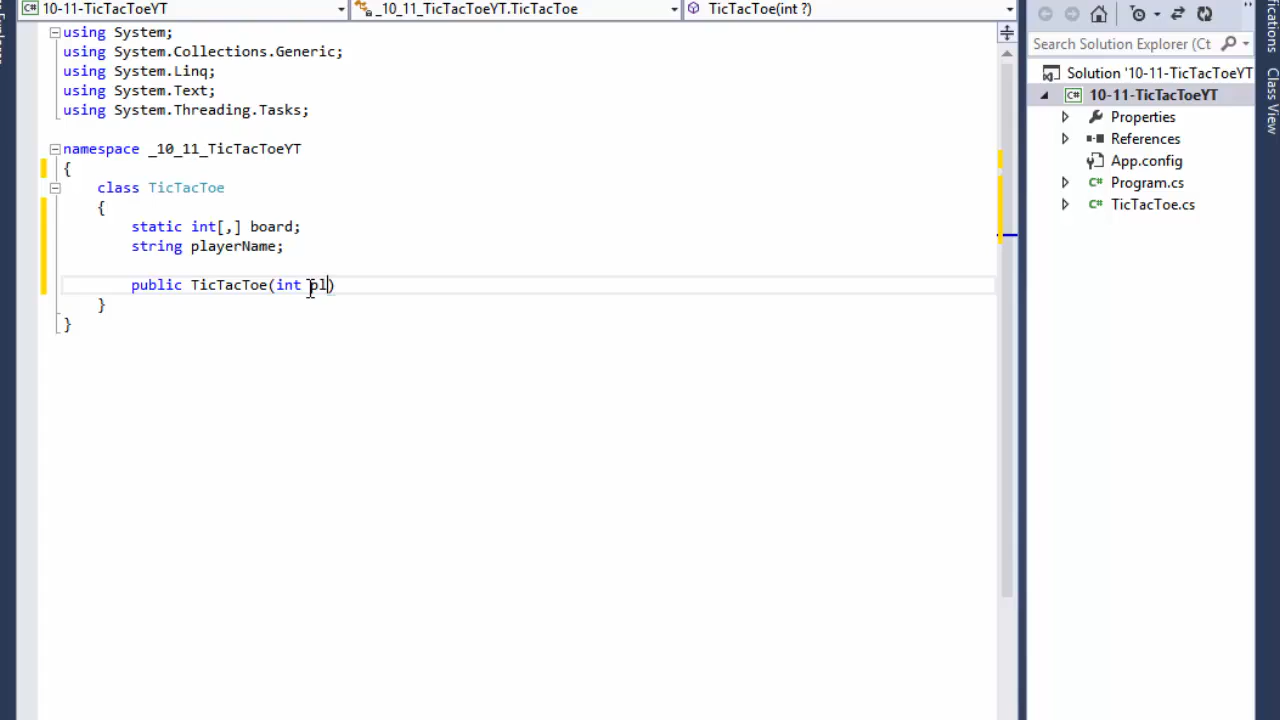 10-11-TicTacToeYT
_10_11_TicTacToeYT.TicTacToe
TicTacToe(int ?)
using System;
using System.Collections.Generic;
using System.Linq;
using System.Text;
using System.Threading.Tasks;
namespace _10_11_TicTacToeYT
{
class TicTacToe
{
static int[,] board;
string playerName;
public TicTacToe(int pl)
}
}
Search Solution Explorer (Ct
Solution '10-11-TicTacToeYT
10-11-TicTacToeYT
Properties
References
App.config
Program.cs
TicTacToe.cs
Class View